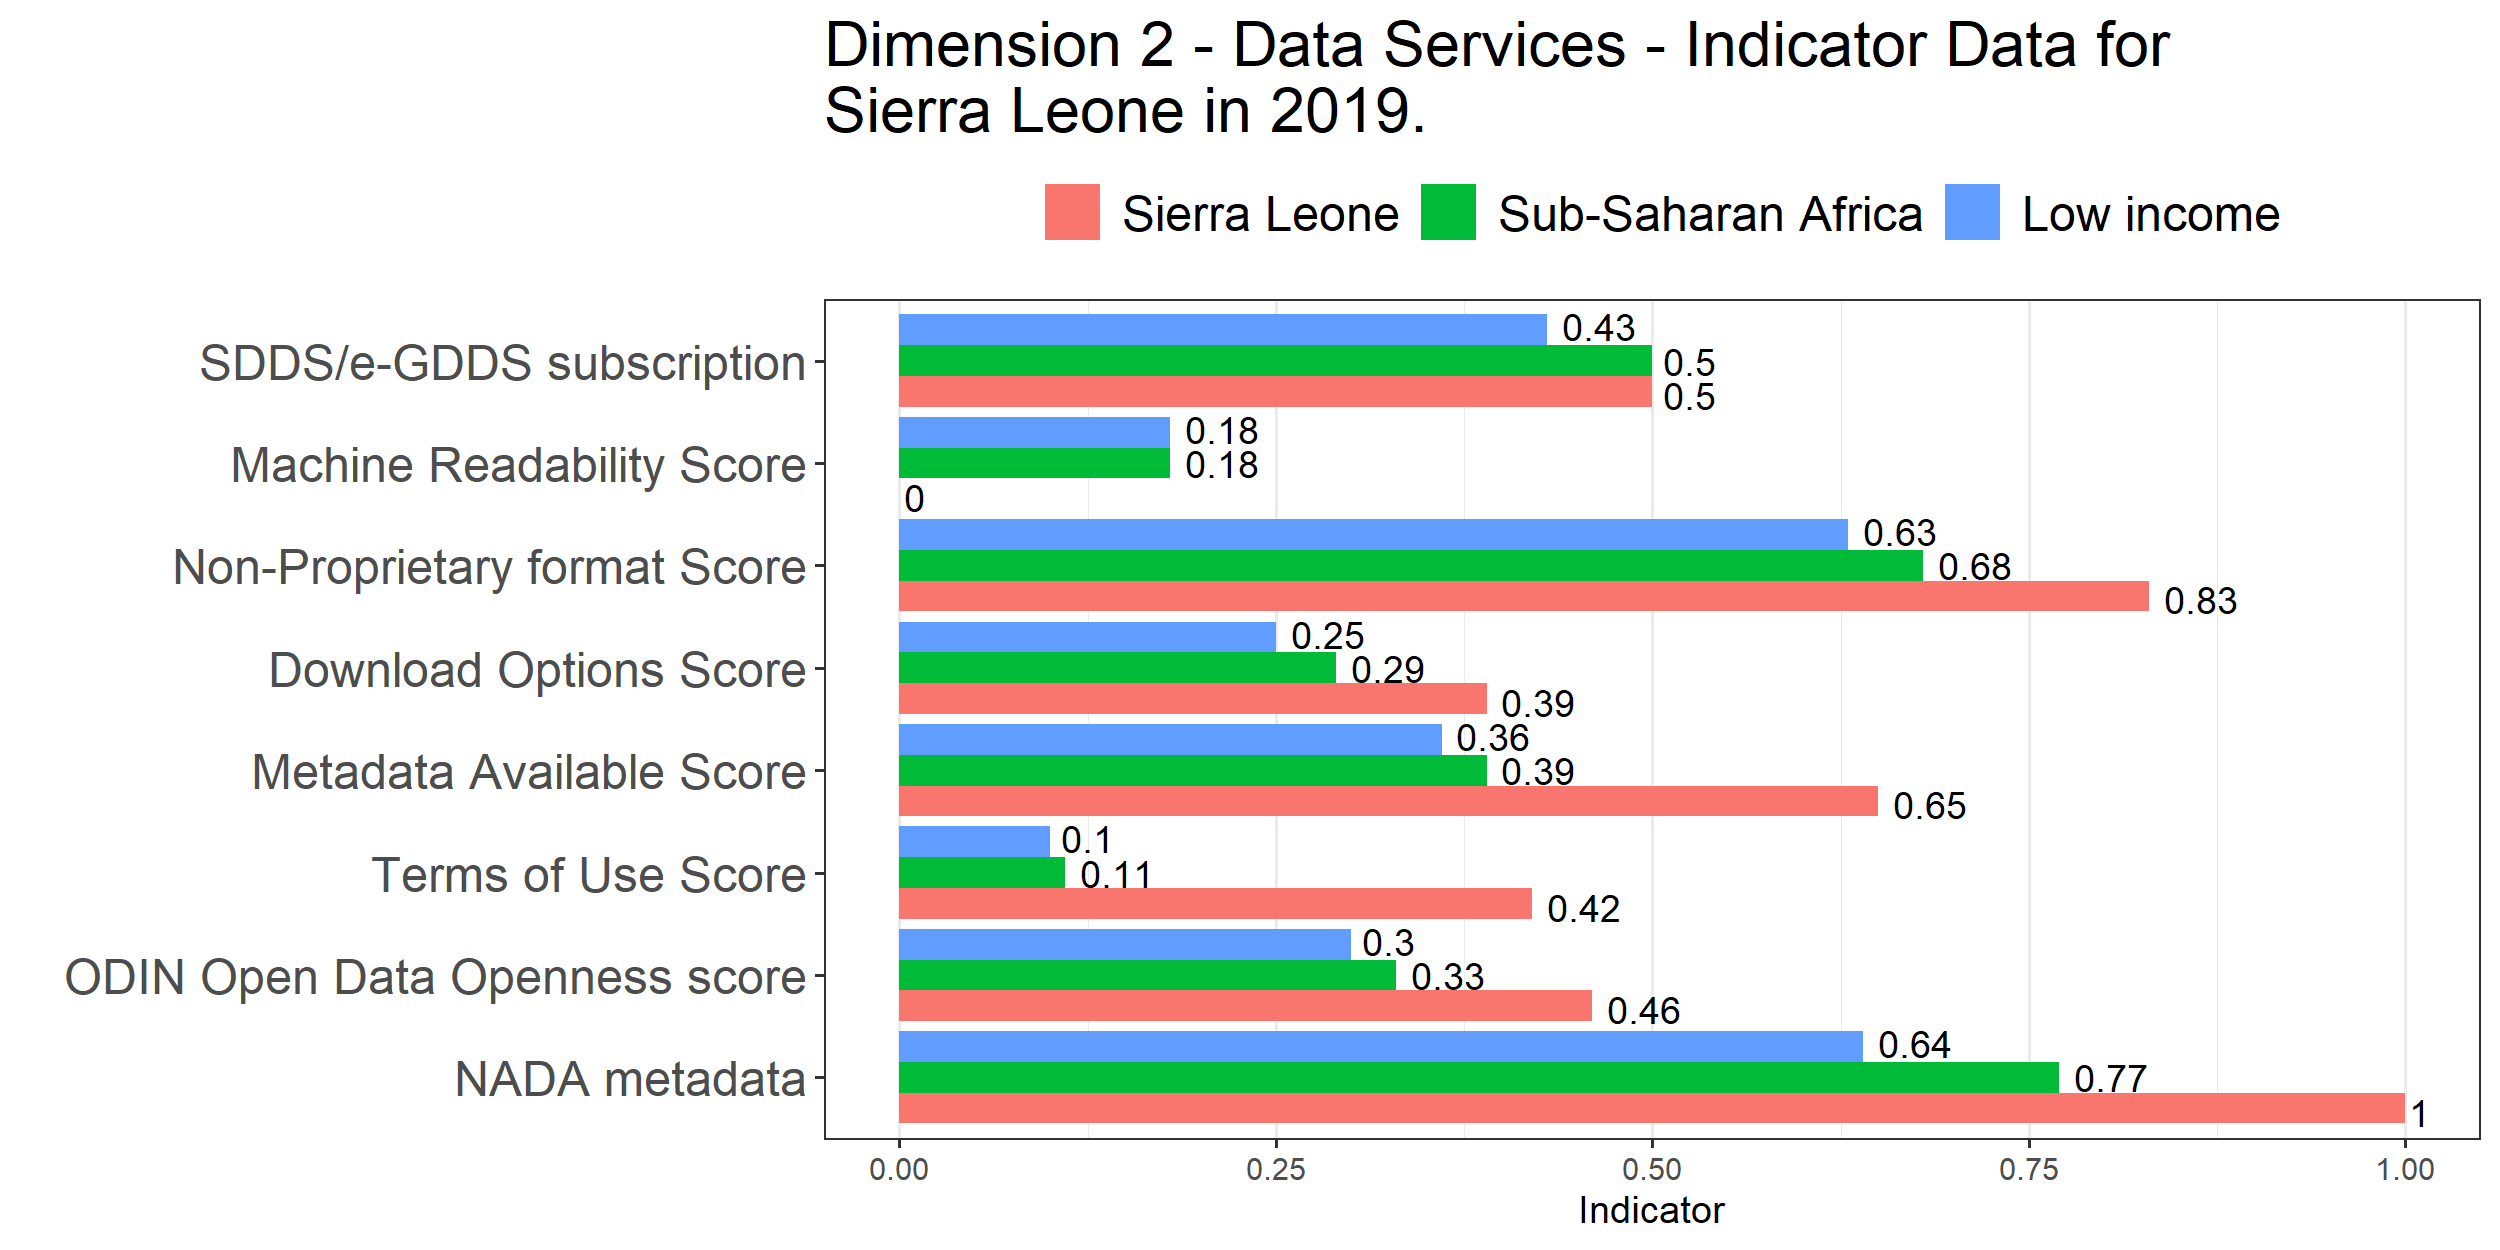 Dimension 2 - Data Services - Indicator Data for
Sierra Leone in 2019.
Sierra Leone Sub-Saharan Africa Low income
SDDS/e-GDDS subscription
0.43
0.5
0.5
Machine Readability Score
0.18
0.18
0
Non-Proprietary format Score
0.63
0.68
0.83
Download Options Score
0.25
0.29
0.39
Metadata Available Score
0.36
0.39
0.65
Terms of Use Score
0.1
0.11
0.42
ODIN Open Data Openness score
0.3
0.33
0.46
NADA metadata
0.64
0.77
1
0.00 0.25 0.50 0.75 1.00
Indicator